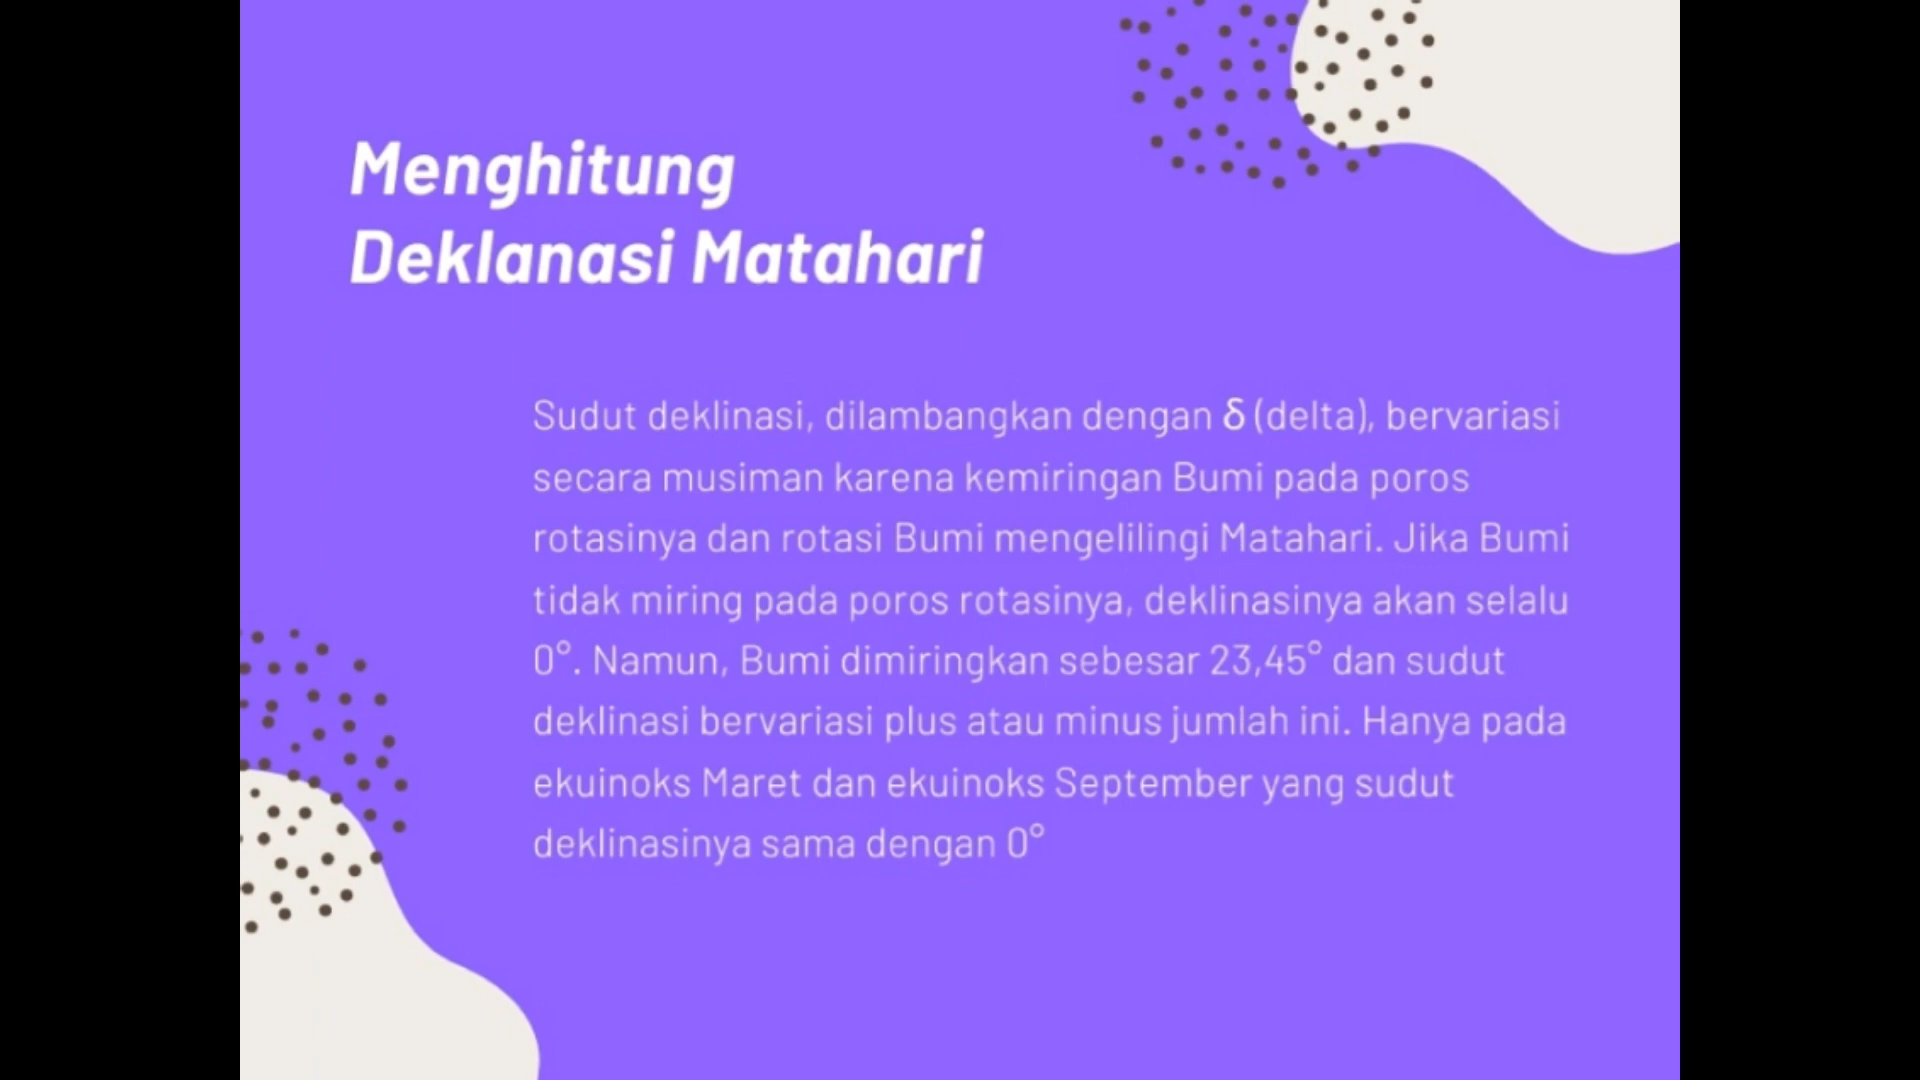 Menghitung
Deklanasi Matahari
Sudut deklinasi, dilambangkan dengan δ (delta), bervariasi
secara musiman karena kemiringan Bumi pada poros
rotasinya dan rotasi Bumi mengelilingi Matahari. Jika Bumi
tidak miring pada poros rotasinya, deklinasinya akan selalu
0°. Namun, Bumi dimiringkan sebesar 23,45° dan sudut
deklinasi bervariasi plus atau minus jumlah ini. Hanya pada
ekuinoks Maret dan ekuinoks September yang sudut
deklinasinya sama dengan 0°